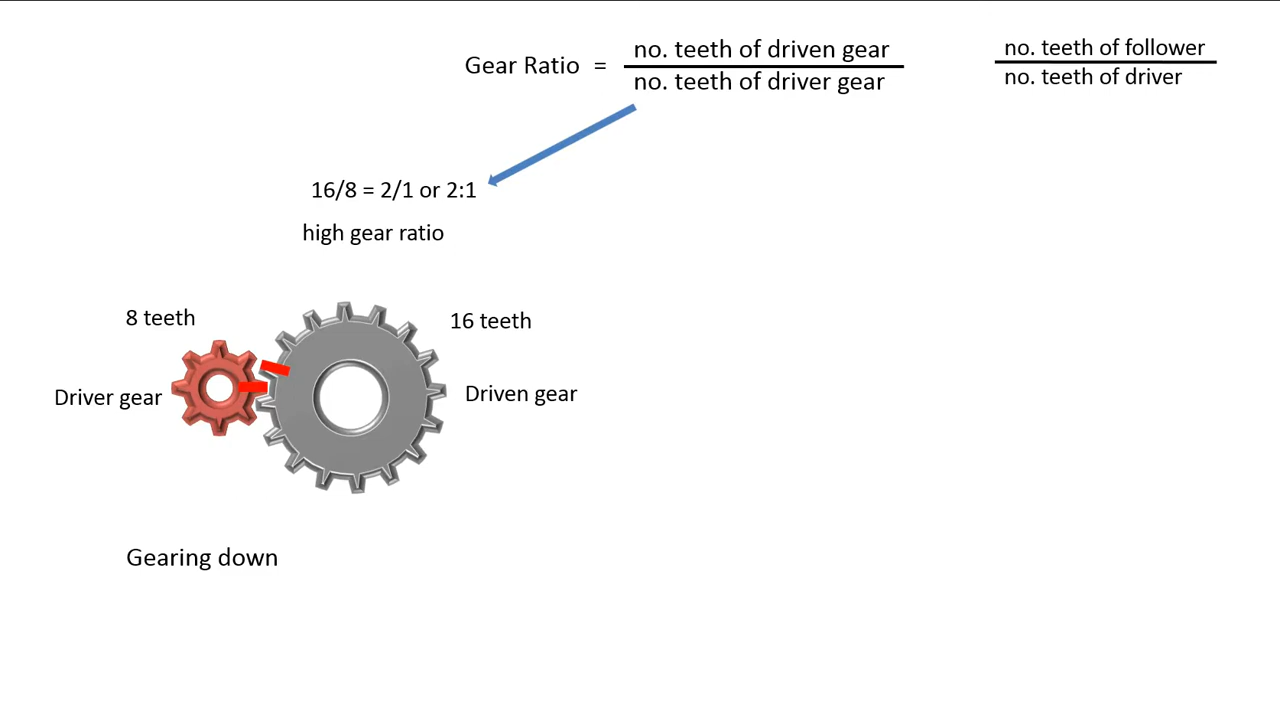 Gear Ratio = no. teeth of driven gear
no. teeth of driver gear
no. teeth of follower
no. teeth of driver
16/8 = 2/1 or 2:1
high gear ratio
8 teeth
16 teeth
Driver gear
Driven gear
Gearing down